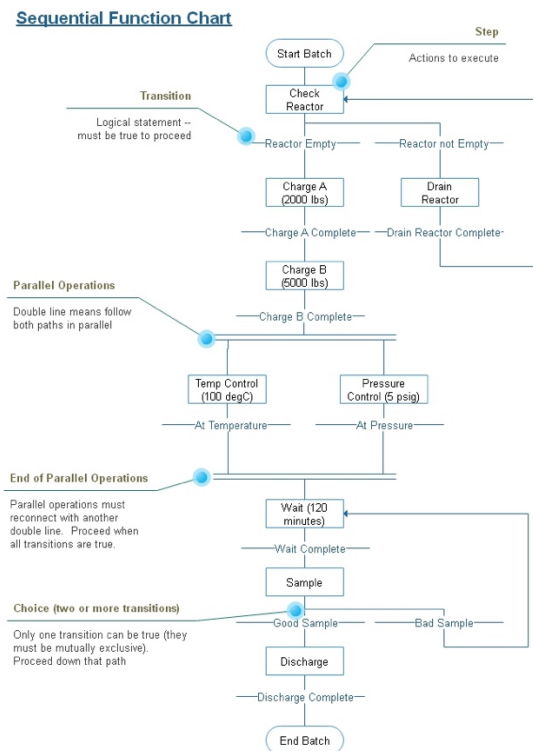 Sequential Function Chart
Start Batch
Step
Actions to execute
Check
Reactor
Transition
Logical statement --
must be true to proceed
Reactor Empty
Reactor not Empty
Charge A
(2000 lbs)
Drain
Reactor
Charge A Complete
Drain Reactor Complete
Charge B
(5000 lbs)
Parallel Operations
Double line means follow
both paths in parallel
Charge B Complete
Temp Control
(100 degC)
Pressure
Control (5 psig)
At Temperature
At Pressure
End of Parallel Operations
Parallel operations must
reconnect with another
double line. Proceed when
all transitions are true.
Wait (120
minutes)
Wait Complete
Sample
Choice (two or more transitions)
Only one transition can be true (they
must be mutually exclusive).
Proceed down that path
Good Sample
Bad Sample
Discharge
Discharge Complete
End Batch